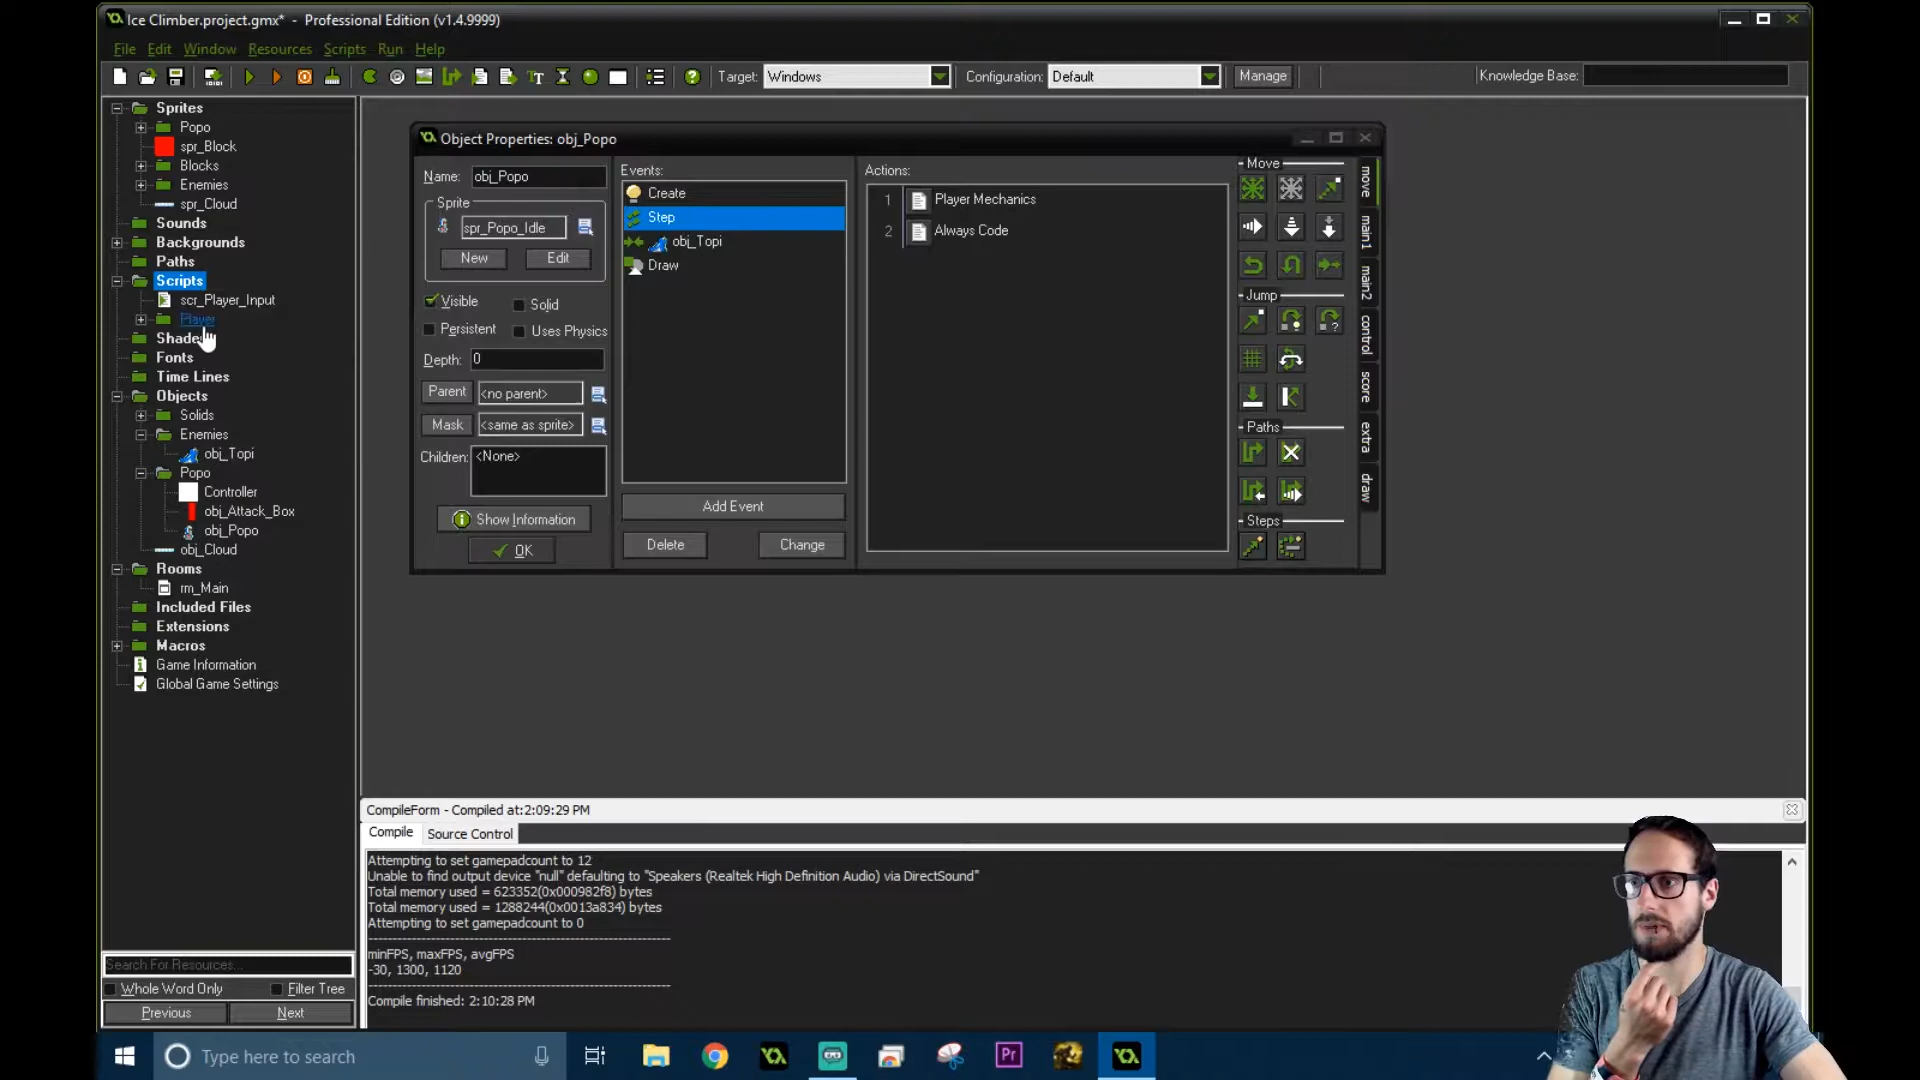 Ice Climber.project.gmx* - Professional Edition (v1.4.9999)
File Edit Window Resources Scripts Run Help
Target: Windows Configuration: Default Manage Knowledge Base:
Sprites
Popo
spr_Block
Blocks
Enemies
spr_Cloud
Sounds
Backgrounds
Paths
Scripts
scr_Player_Input
Player
Fonts
Time Lines
Objects
Solids
Enemies
obj_Topi
Popo
Controller
obj_Attack_Box
obj_Popo
obj_Cloud
Rooms
rm_Main
Included Files
Extensions
Macros
Game Information
Global Game Settings
Search For Resources...
Whole Word Only Filter Tree
Previous Next
Object Properties: obj_Popo
Name: obj_Popo
Sprite
spr_Popo_Idle
New Edit
Visible Solid
Persistent Uses Physics
Depth: 0
Parent <no parent>
Mask <same as sprite>
Children: <None>
Show Information
OK
Events:
Create
Step
obj_Topi
Draw
Add Event
Delete Change
Actions:
1 Player Mechanics
2 Always Code
Move
Jump
Paths
Steps
move
main1
main2
control
score
extra
draw
CompileForm - Compiled at:2:09:29 PM
Compile Source Control
Attempting to set gamepadcount to 12
Unable to find output device "null" defaulting to "Speakers (Realtek High Definition Audio) via DirectSound"
Total memory used = 623352(0x000982f8) bytes
Total memory used = 1288244(0x0013a834) bytes
Attempting to set gamepadcount to 0
minFPS, maxFPS, avgFPS
-30, 1300, 1120
Compile finished: 2:10:28 PM
Type here to search
Pr